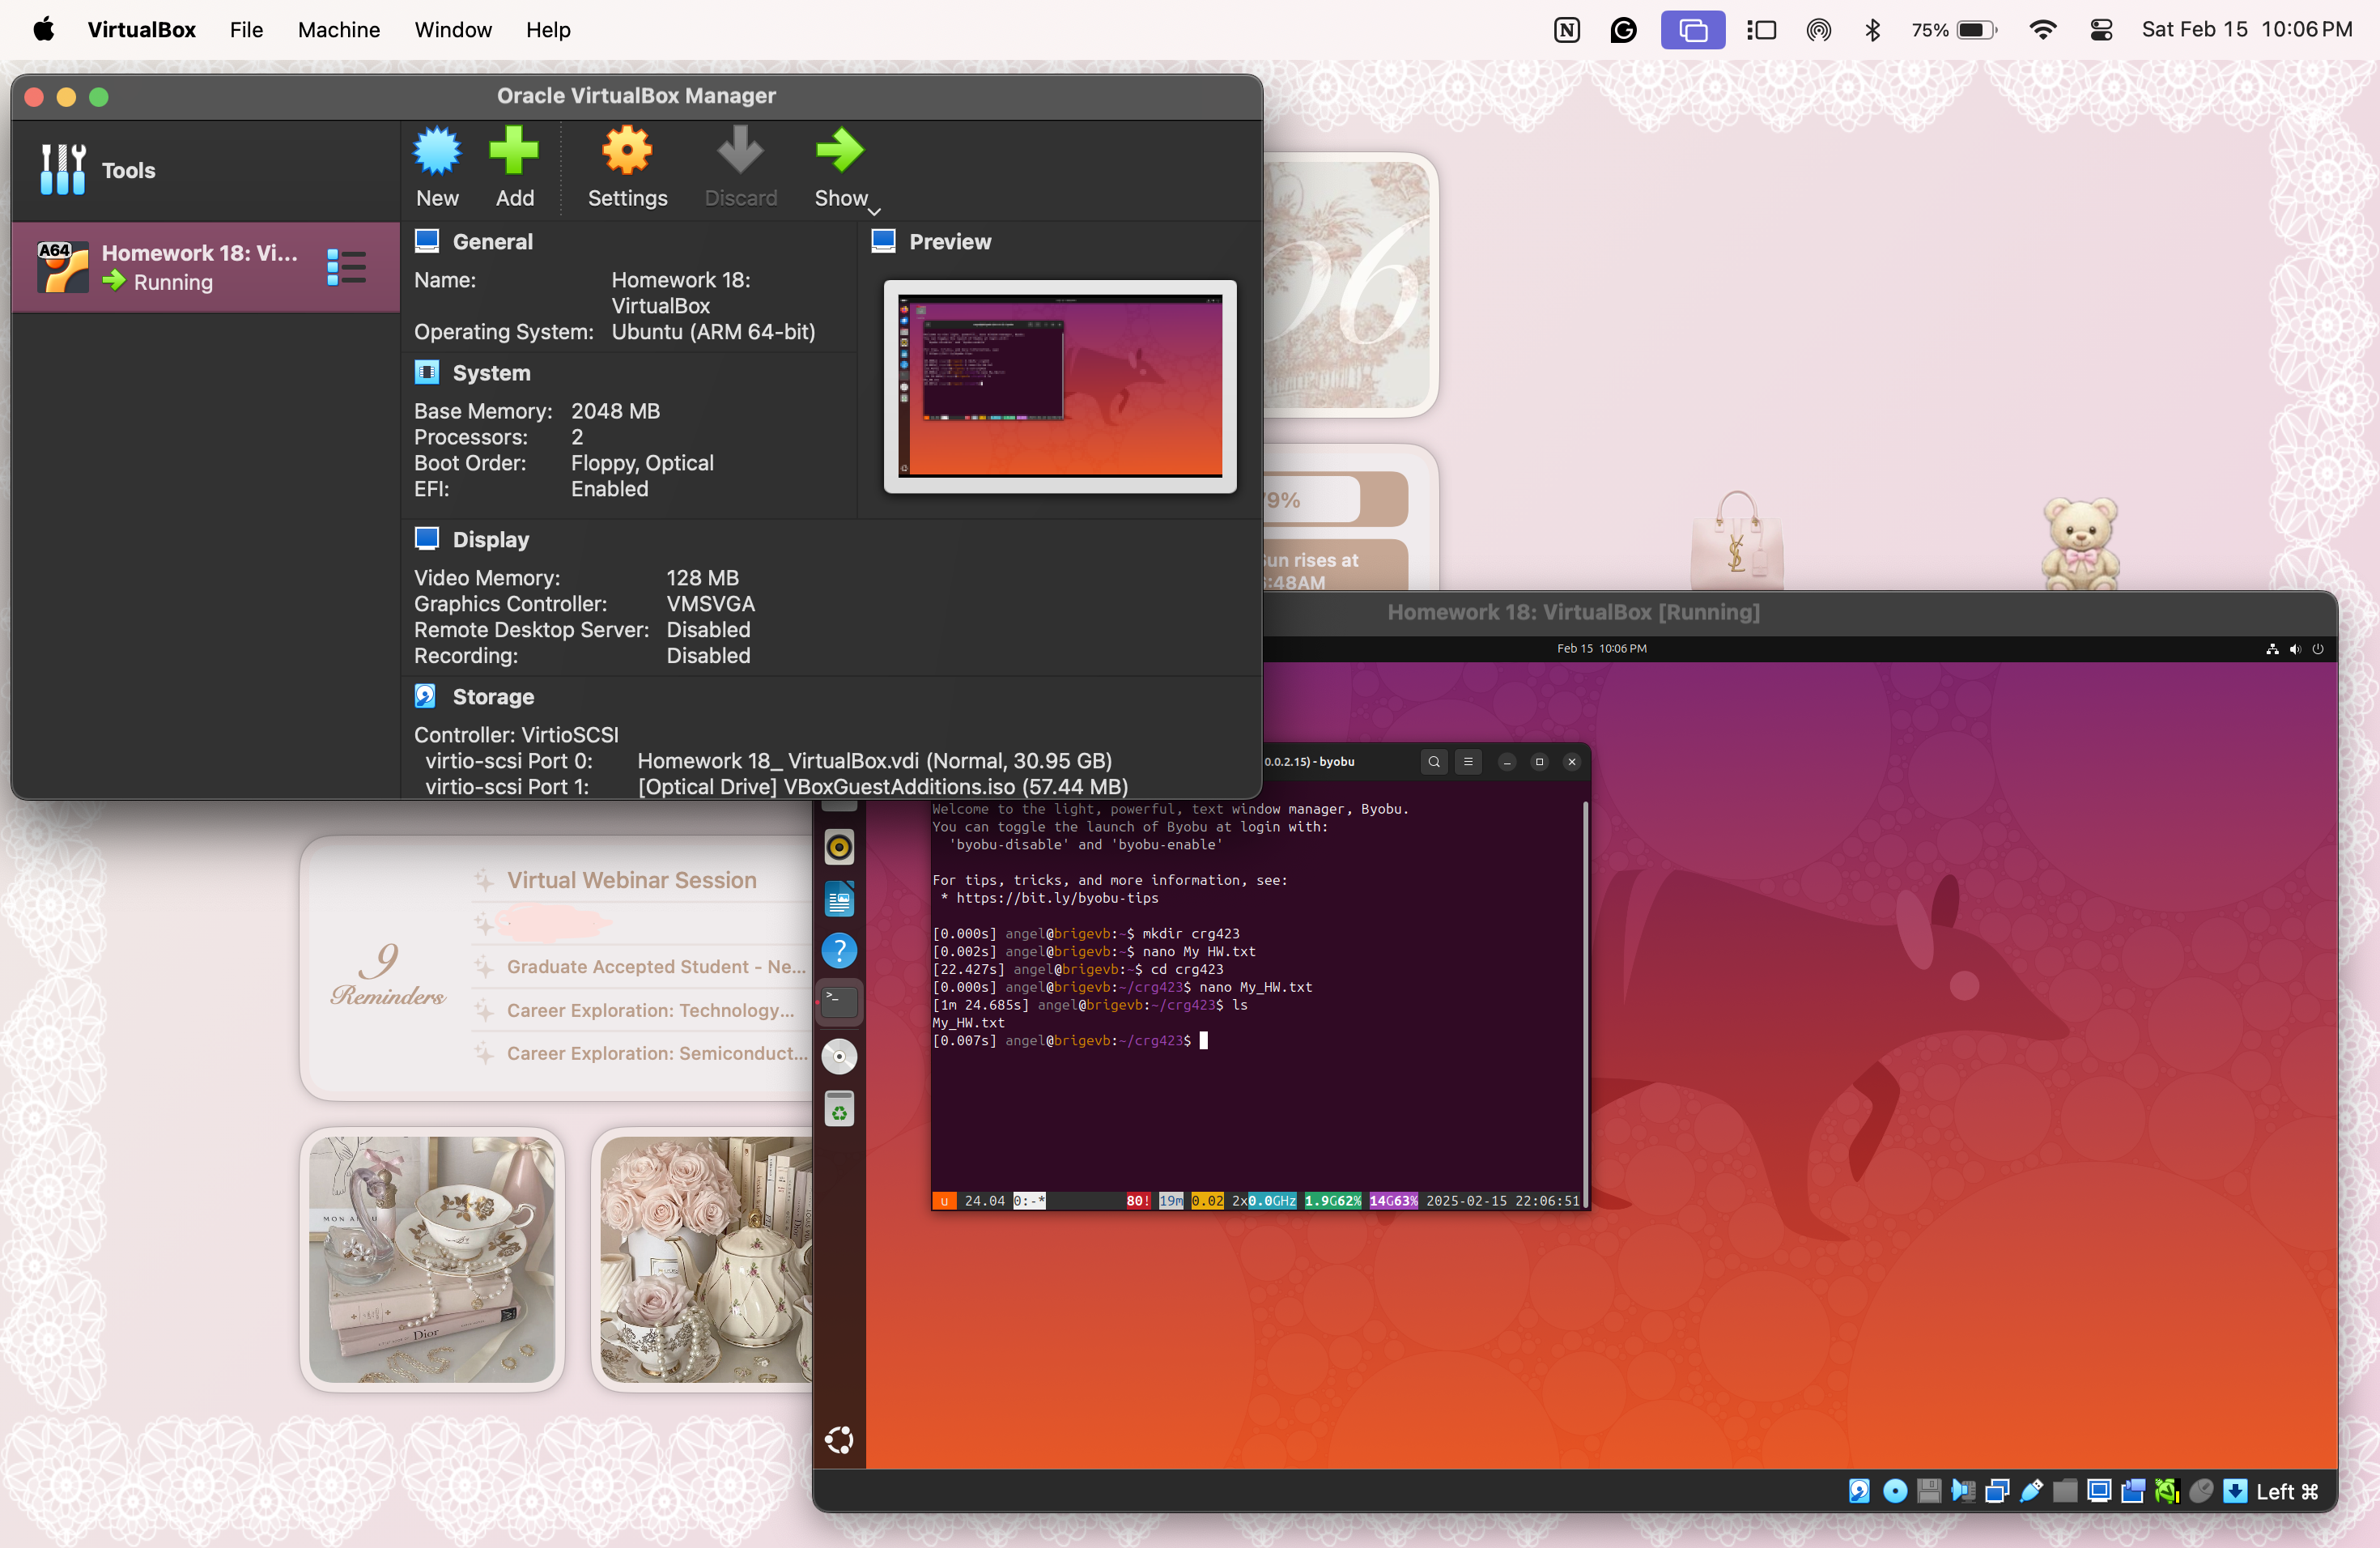 VirtualBox File Machine Window Help
75% Sat Feb 15 10:06 PM
Oracle VirtualBox Manager
Tools
New Add Settings Discard Show
A64
Homework 18: Vi...
Running
General
Name: Homework 18:
VirtualBox
Operating System: Ubuntu (ARM 64-bit)
System
Base Memory: 2048 MB
Processors: 2
Boot Order: Floppy, Optical
EFI: Enabled
Preview
Display
Video Memory: 128 MB
Graphics Controller: VMSVGA
Remote Desktop Server: Disabled
Recording: Disabled
Storage
Controller: VirtioSCSI
virtio-scsi Port 0: Homework 18_ VirtualBox.vdi (Normal, 30.95 GB)
virtio-scsi Port 1: [Optical Drive] VBoxGuestAdditions.iso (57.44 MB)
06
9%
un rises at
:48AM
Homework 18: VirtualBox [Running]
Feb 15 10:06 PM
0.0.2.15) - byobu
Welcome to the light, powerful, text window manager, Byobu.
You can toggle the launch of Byobu at login with:
'byobu-disable' and 'byobu-enable'
For tips, tricks, and more information, see:
* https://bit.ly/byobu-tips
[0.000s] angel@brigevb:~$ mkdir crg423
[0.002s] angel@brigevb:~$ nano My HW.txt
[22.427s] angel@brigevb:~$ cd crg423
[0.000s] angel@brigevb:~/crg423$ nano My_HW.txt
[1m 24.685s] angel@brigevb:~/crg423$ ls
My_HW.txt
[0.007s] angel@brigevb:~/crg423$
u 24.04 0:-* 80! 19m 0.02 2x0.0GHz 1.9G62% 14G63% 2025-02-15 22:06:51
9
Reminders
Virtual Webinar Session
Graduate Accepted Student - Ne...
Career Exploration: Technology...
Career Exploration: Semiconduct...
Dior
Left ⌘